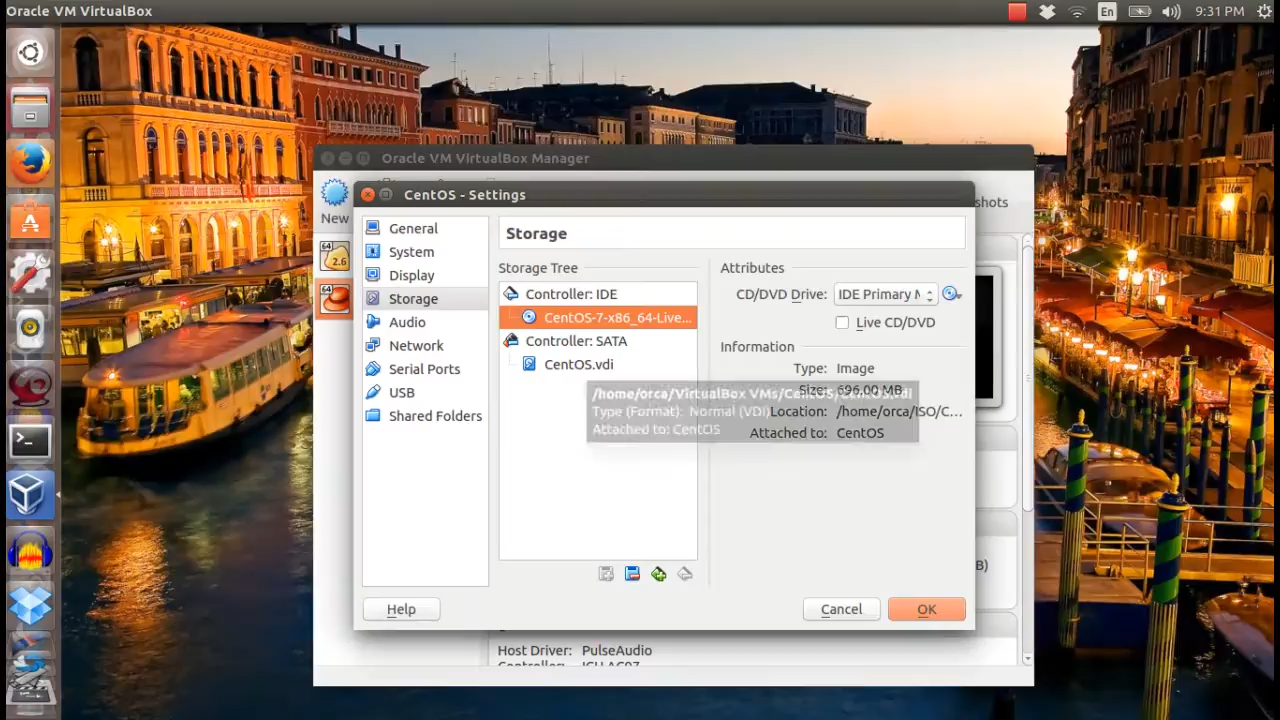 Oracle VM VirtualBox
En
9:31 PM
Oracle VM VirtualBox Manager
New
shots
64
2.6
64
CentOS - Settings
General
System
Display
Storage
Audio
Network
Serial Ports
USB
Shared Folders
Storage
Storage Tree
Controller: IDE
CentOS-7-x86_64-Live...
Controller: SATA
CentOS.vdi
Attributes
CD/DVD Drive:
IDE Primary M
Live CD/DVD
Information
Type: Image
Size: 696.00 MB
Location: /home/orca/ISO/C...
Attached to: CentOS
/home/orca/VirtualBox VMs/CentOS/CentOS.vdi
Type (Format): Normal (VDI)
Attached to: CentOS
B)
Help
Cancel
OK
Host Driver: PulseAudio
Controller: ICH AC97